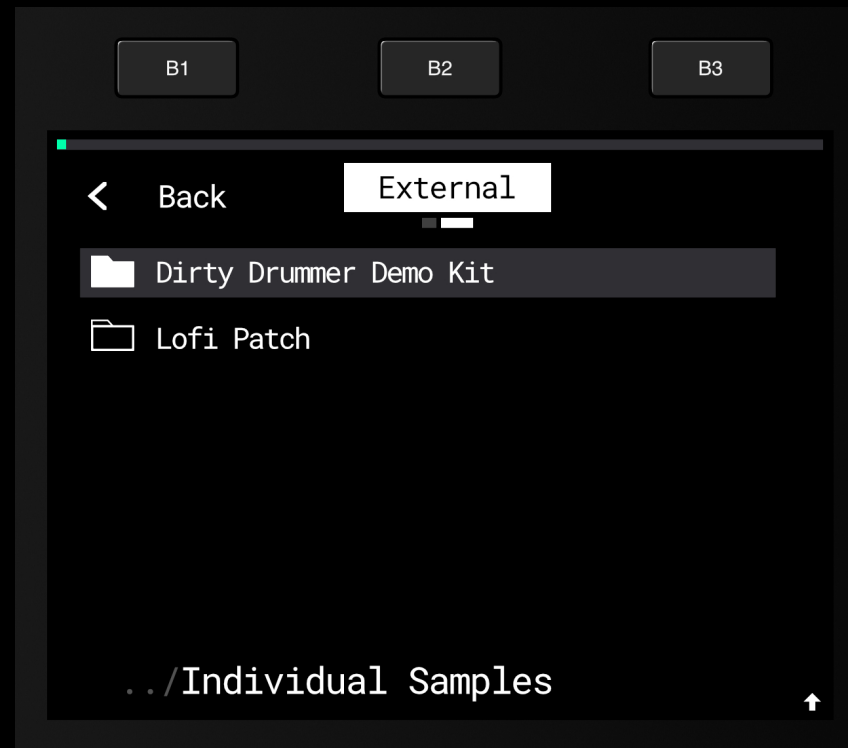 B1 B2 B3
Back External
Dirty Drummer Demo Kit
Lofi Patch
../Individual Samples